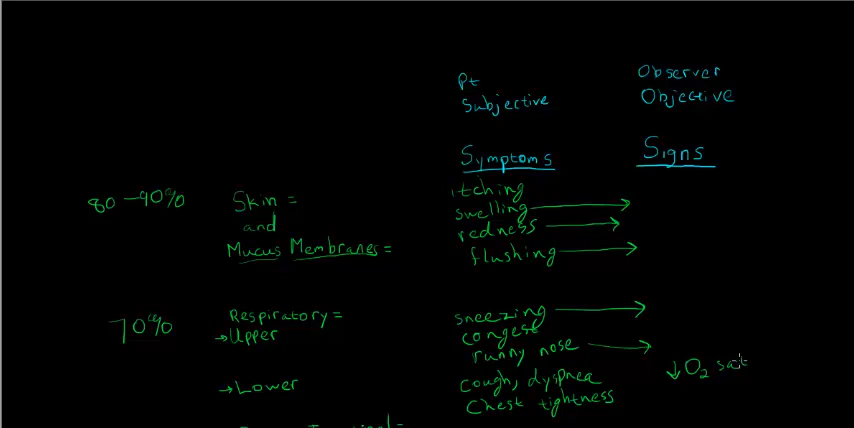 Pt Observer
Subjective Objective
Symptoms Signs
80-90% Skin = itching
swelling →
and redness →
Mucus Membranes = flushing →
Respiratory = sneezing →
70% → Upper congest
runny nose →
↓ O2 sat
→ Lower cough, dyspnea
Chest tightness